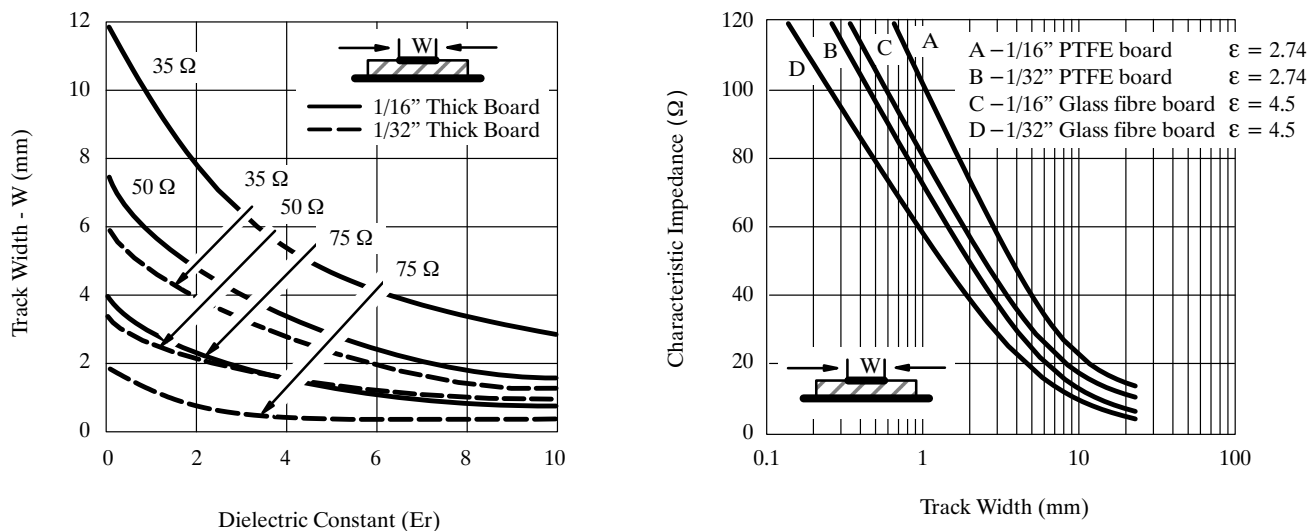 12
10
8
6
4
2
0
0 2 4 6 8 10
Track Width - W (mm)
Dielectric Constant (Er)
35 Ω
50 Ω
35 Ω
50 Ω
75 Ω
75 Ω
W
1/16” Thick Board
1/32” Thick Board
120
100
80
60
40
20
0
0.1 1 10 100
Characteristic Impedance (Ω)
Track Width (mm)
D
B
C
A
A – 1/16” PTFE board ε = 2.74
B – 1/32” PTFE board ε = 2.74
C – 1/16” Glass fibre board ε = 4.5
D – 1/32” Glass fibre board ε = 4.5
W